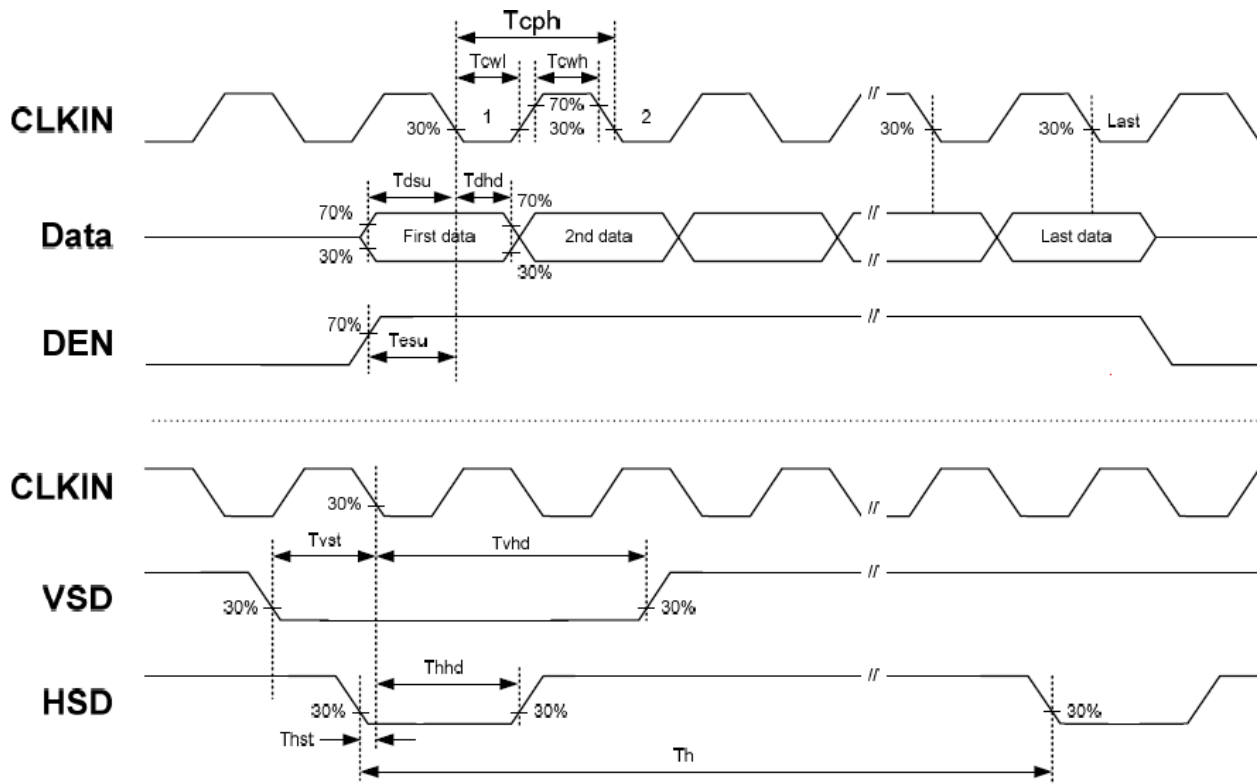 Tcph
Tcwl Tcwh
CLKIN 30% 1 70% 30% 2 // 30% 30% Last
Tdsu Tdhd
Data 70% 30% First data 70% 30% 2nd data // // Last data
DEN 70% Tesu //
CLKIN 30% //
Tvst Tvhd
VSD 30% 30% //
Thhd
HSD 30% 30% // 30%
Thst
Th